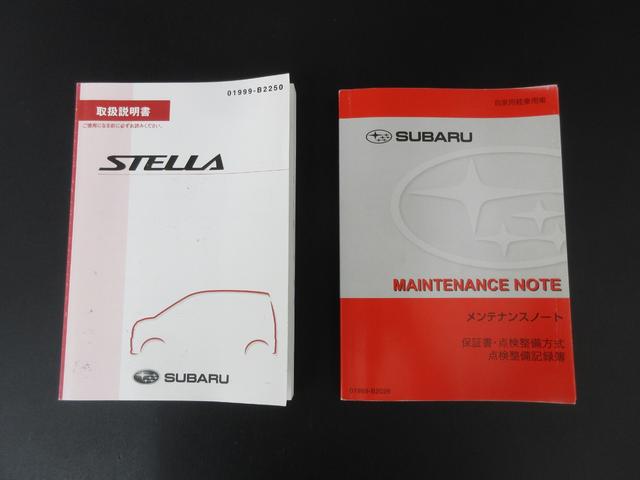 01999-B2250
取扱説明書
ご使用になる前に必ずお読みください。
STELLA
SUBARU
自家用軽乗用車
SUBARU
MAINTENANCE NOTE
メンテナンスノート
保証書・点検整備方式
点検整備記録簿